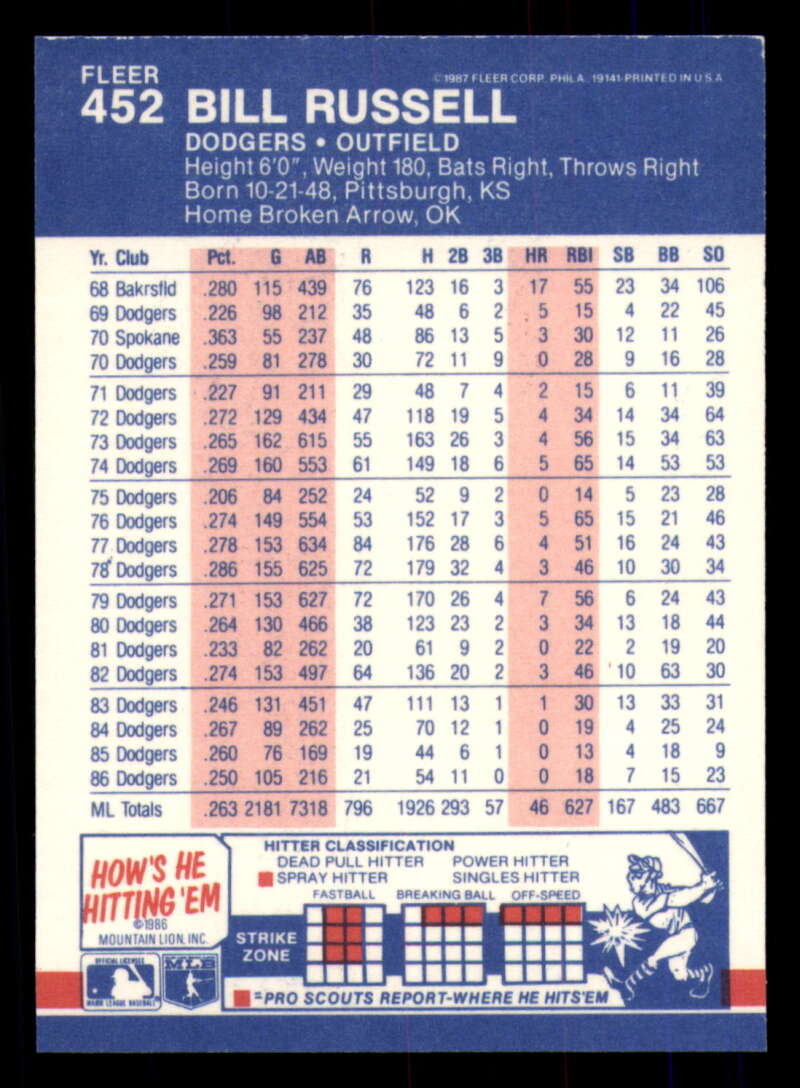 FLEER
©1987 FLEER CORP. PHILA. 19141-PRINTED IN U S A
452 BILL RUSSELL
DODGERS • OUTFIELD
Height 6'0", Weight 180, Bats Right, Throws Right
Born 10-21-48, Pittsburgh, KS
Home Broken Arrow, OK
Yr. Club Pct. G AB R H 2B 3B HR RBI SB BB SO
68 Bakrsfld .280 115 439 76 123 16 3 17 55 23 34 106
69 Dodgers .226 98 212 35 48 6 2 5 15 4 22 45
70 Spokane .363 55 237 48 86 13 5 3 30 12 11 26
70 Dodgers .259 81 278 30 72 11 9 0 28 9 16 28
71 Dodgers .227 91 211 29 48 7 4 2 15 6 11 39
72 Dodgers .272 129 434 47 118 19 5 4 34 14 34 64
73 Dodgers .265 162 615 55 163 26 3 4 56 15 34 63
74 Dodgers .269 160 553 61 149 18 6 5 65 14 53 53
75 Dodgers .206 84 252 24 52 9 2 0 14 5 23 28
76 Dodgers .274 149 554 53 152 17 3 5 65 15 21 46
77 Dodgers .278 153 634 84 176 28 6 4 51 16 24 43
78 Dodgers .286 155 625 72 179 32 4 3 46 10 30 34
79 Dodgers .271 153 627 72 170 26 4 7 56 6 24 43
80 Dodgers .264 130 466 38 123 23 2 3 34 13 18 44
81 Dodgers .233 82 262 20 61 9 2 0 22 2 19 20
82 Dodgers .274 153 497 64 136 20 2 3 46 10 63 30
83 Dodgers .246 131 451 47 111 13 1 1 30 13 33 31
84 Dodgers .267 89 262 25 70 12 1 0 19 4 25 24
85 Dodgers .260 76 169 19 44 6 1 0 13 4 18 9
86 Dodgers .250 105 216 21 54 11 0 0 18 7 15 23
ML Totals .263 2181 7318 796 1926 293 57 46 627 167 483 667
HOW'S HE
HITTING 'EM
©1986
MOUNTAIN LION, INC.
HITTER CLASSIFICATION
DEAD PULL HITTER POWER HITTER
SPRAY HITTER SINGLES HITTER
FASTBALL BREAKING BALL OFF-SPEED
STRIKE
ZONE
=PRO SCOUTS REPORT-WHERE HE HITS'EM
OFFICIAL LICENSEE
MAJOR LEAGUE BASEBALL
MLB